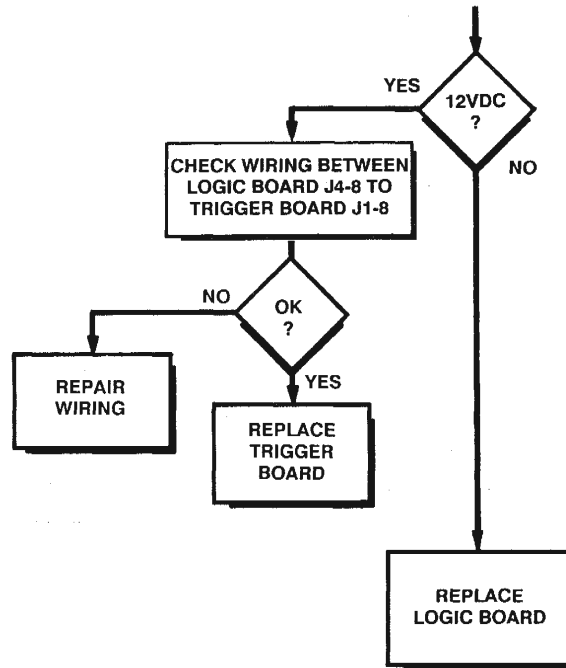 YES
12VDC
?
NO
CHECK WIRING BETWEEN
LOGIC BOARD J4-8 TO
TRIGGER BOARD J1-8
NO
OK
?
YES
REPAIR
WIRING
REPLACE
TRIGGER
BOARD
REPLACE
LOGIC BOARD